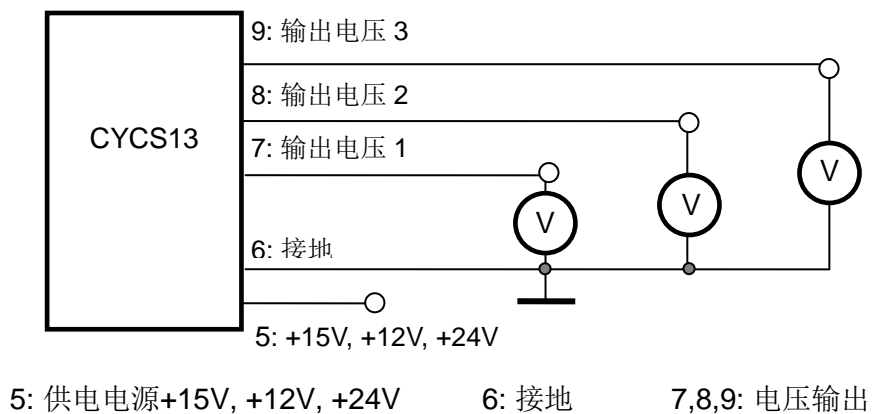 9: 输出电压 3
8: 输出电压 2
CYCS13
7: 输出电压 1
V
V
V
6: 接地
5: +15V, +12V, +24V
5: 供电电源+15V, +12V, +24V 6: 接地 7,8,9: 电压输出